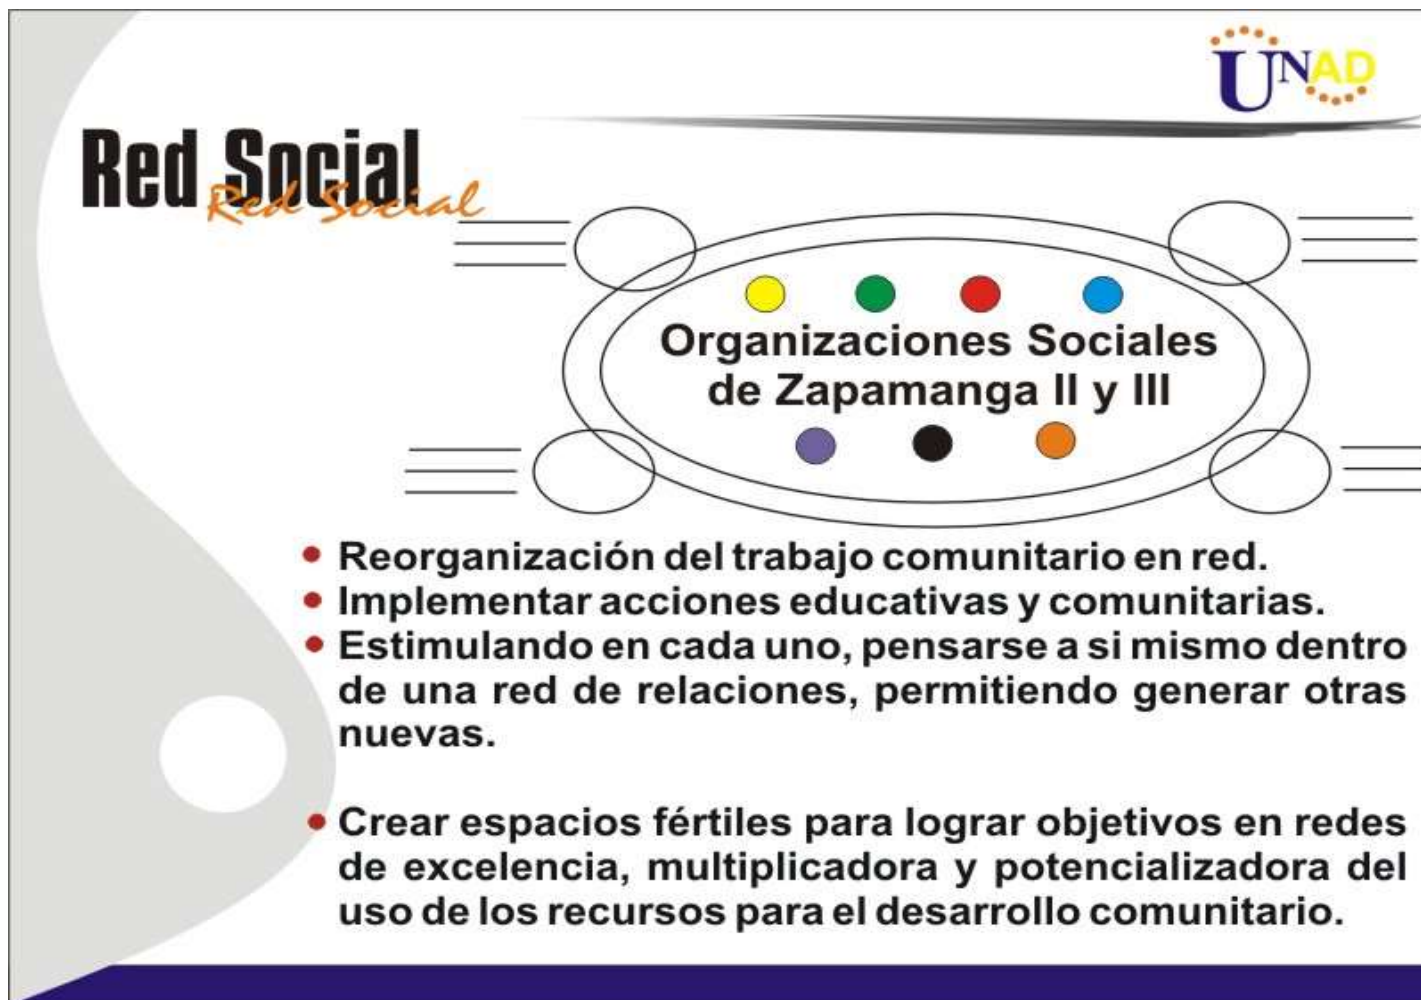 UNAD
Red Social
Red Social
Organizaciones Sociales
de Zapamanga II y III
• Reorganización del trabajo comunitario en red.
• Implementar acciones educativas y comunitarias.
• Estimulando en cada uno, pensarse a si mismo dentro
de una red de relaciones, permitiendo generar otras
nuevas.
• Crear espacios fértiles para lograr objetivos en redes
de excelencia, multiplicadora y potencializadora del
uso de los recursos para el desarrollo comunitario.